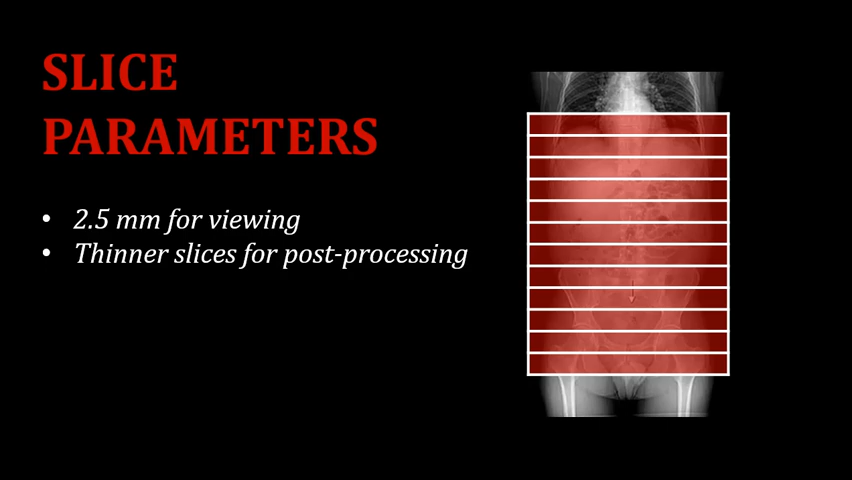 SLICE
PARAMETERS
• 2.5 mm for viewing
• Thinner slices for post-processing